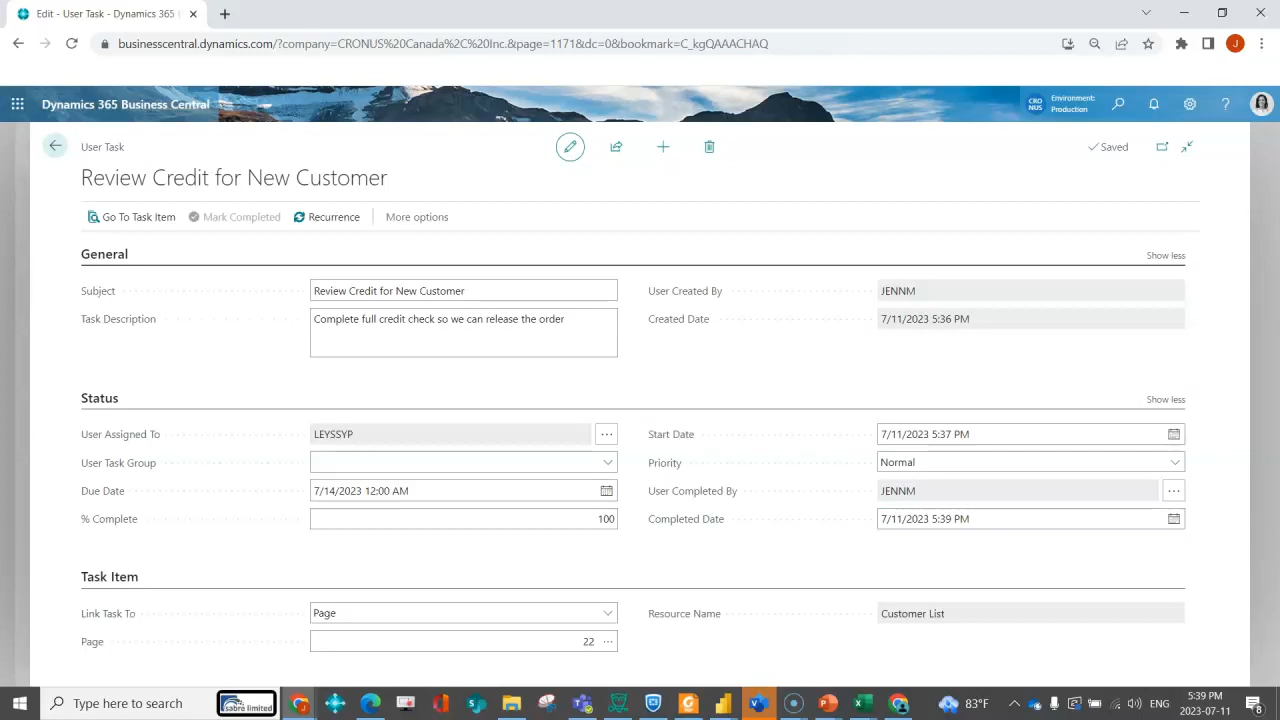 Edit - User Task - Dynamics 365
businesscentral.dynamics.com/?company=CRONUS%20Canada%2C%20Inc.&page=1171&dc=0&bookmark=C_kgQAAACHAQ
J
Dynamics 365 Business Central
CRO NUS
Environment: Production
?
User Task
Saved
Review Credit for New Customer
Go To Task Item Mark Completed Recurrence More options
General Show less
Subject Review Credit for New Customer User Created By JENNM
Task Description Complete full credit check so we can release the order Created Date 7/11/2023 5:36 PM
Status Show less
User Assigned To LEYSSYP Start Date 7/11/2023 5:37 PM
User Task Group Priority Normal
Due Date 7/14/2023 12:00 AM User Completed By JENNM
% Complete 100 Completed Date 7/11/2023 5:39 PM
Task Item
Link Task To Page Resource Name Customer List
Page 22
Type here to search sabre limited 83°F ENG 5:39 PM
2023-07-11
8